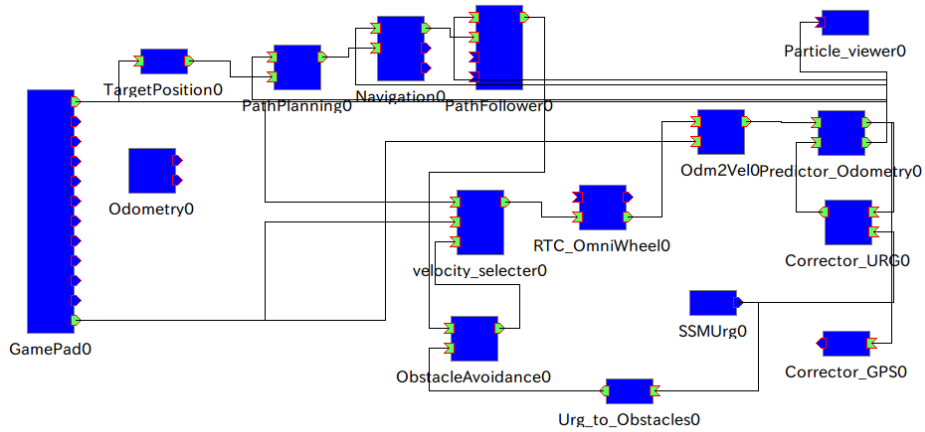 Particle_viewer0
TargetPosition0
PathPlanning0
Navigation0
PathFollower0
Odm2Vel0
Predictor_Odometry0
Odometry0
RTC_OmniWheel0
velocity_selecter0
Corrector_URG0
SSMUrg0
GamePad0
ObstacleAvoidance0
Corrector_GPS0
Urg_to_Obstacles0